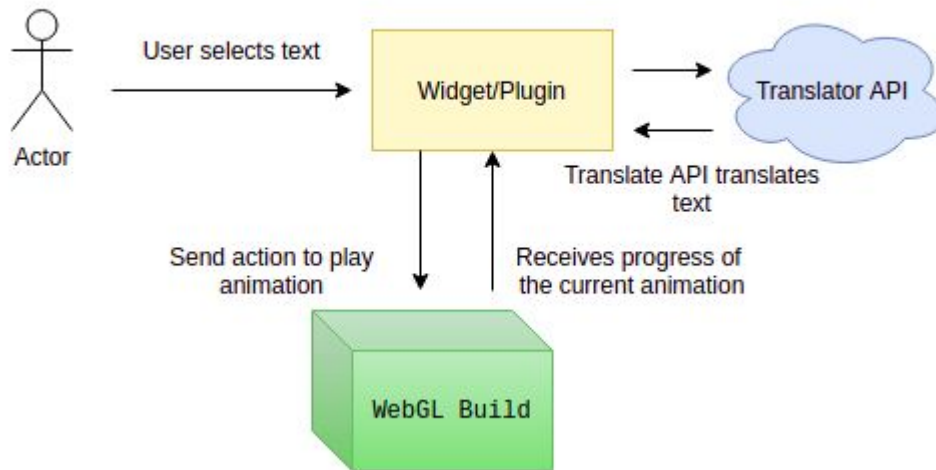 User selects text
Widget/Plugin
Translator API
Actor
Translate API translates
text
Send action to play
animation
Receives progress of
the current animation
WebGL Build